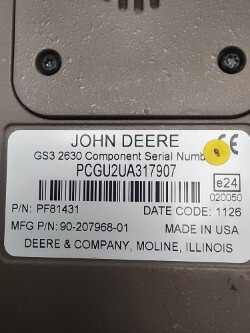 JOHN DEERE
GS3 2630 Component Serial Number
PCGU2UA317907
e24
020050
P/N: PF81431
DATE CODE: 1126
MFG P/N: 90-207968-01
MADE IN USA
DEERE & COMPANY, MOLINE, ILLINOIS